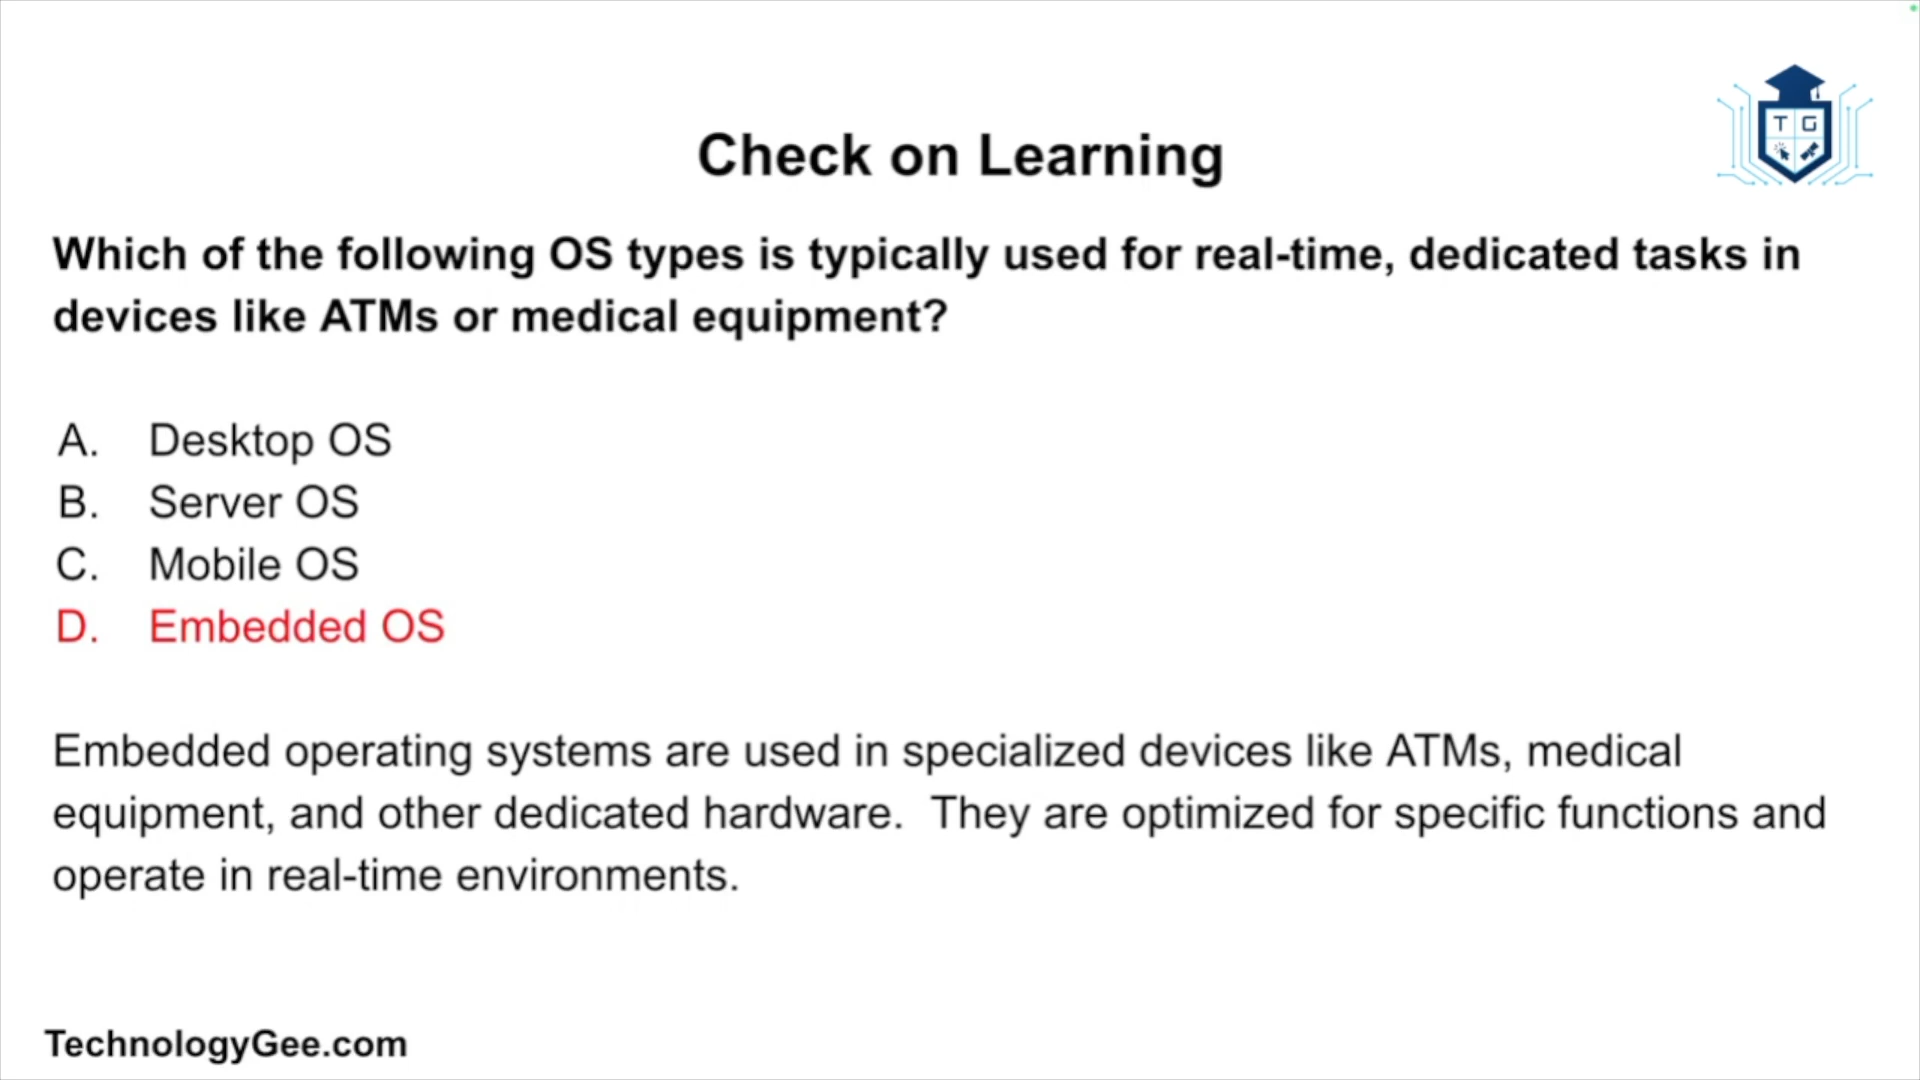 T G
Check on Learning
Which of the following OS types is typically used for real-time, dedicated tasks in
devices like ATMs or medical equipment?
A. Desktop OS
B. Server OS
C. Mobile OS
D. Embedded OS
Embedded operating systems are used in specialized devices like ATMs, medical
equipment, and other dedicated hardware.  They are optimized for specific functions and
operate in real-time environments.
TechnologyGee.com